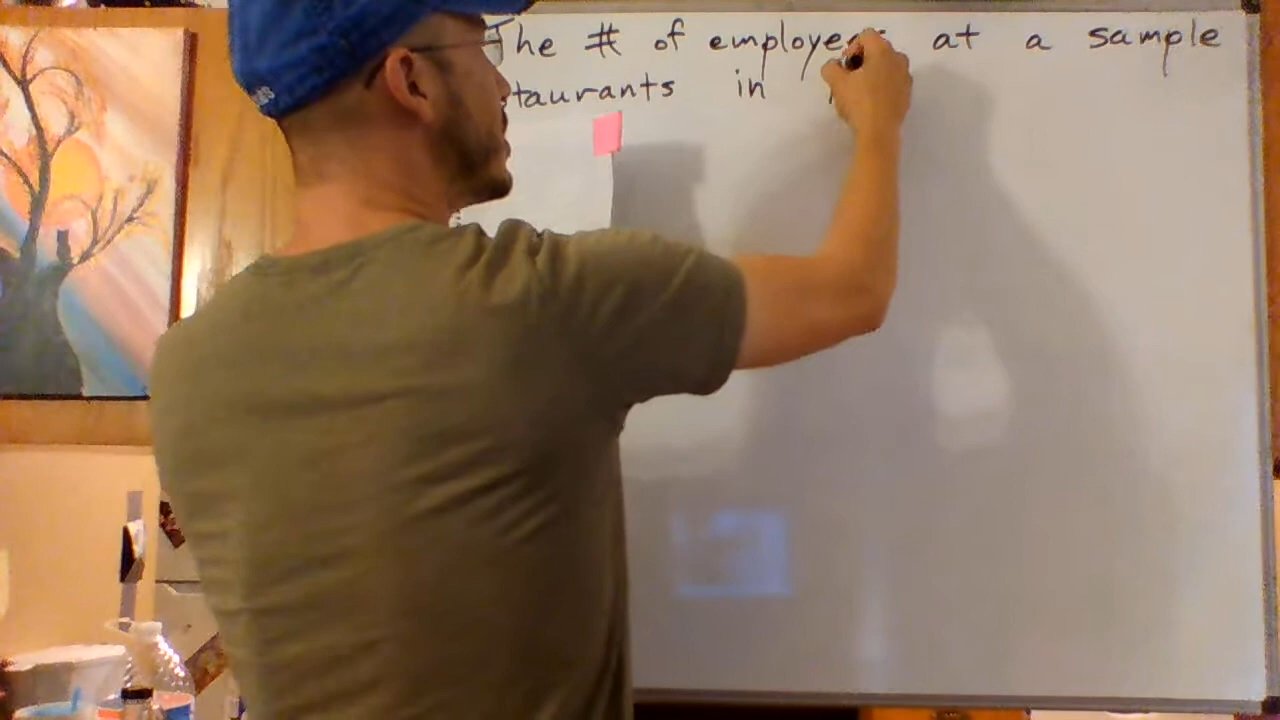 The # of employees at a sample
taurants in